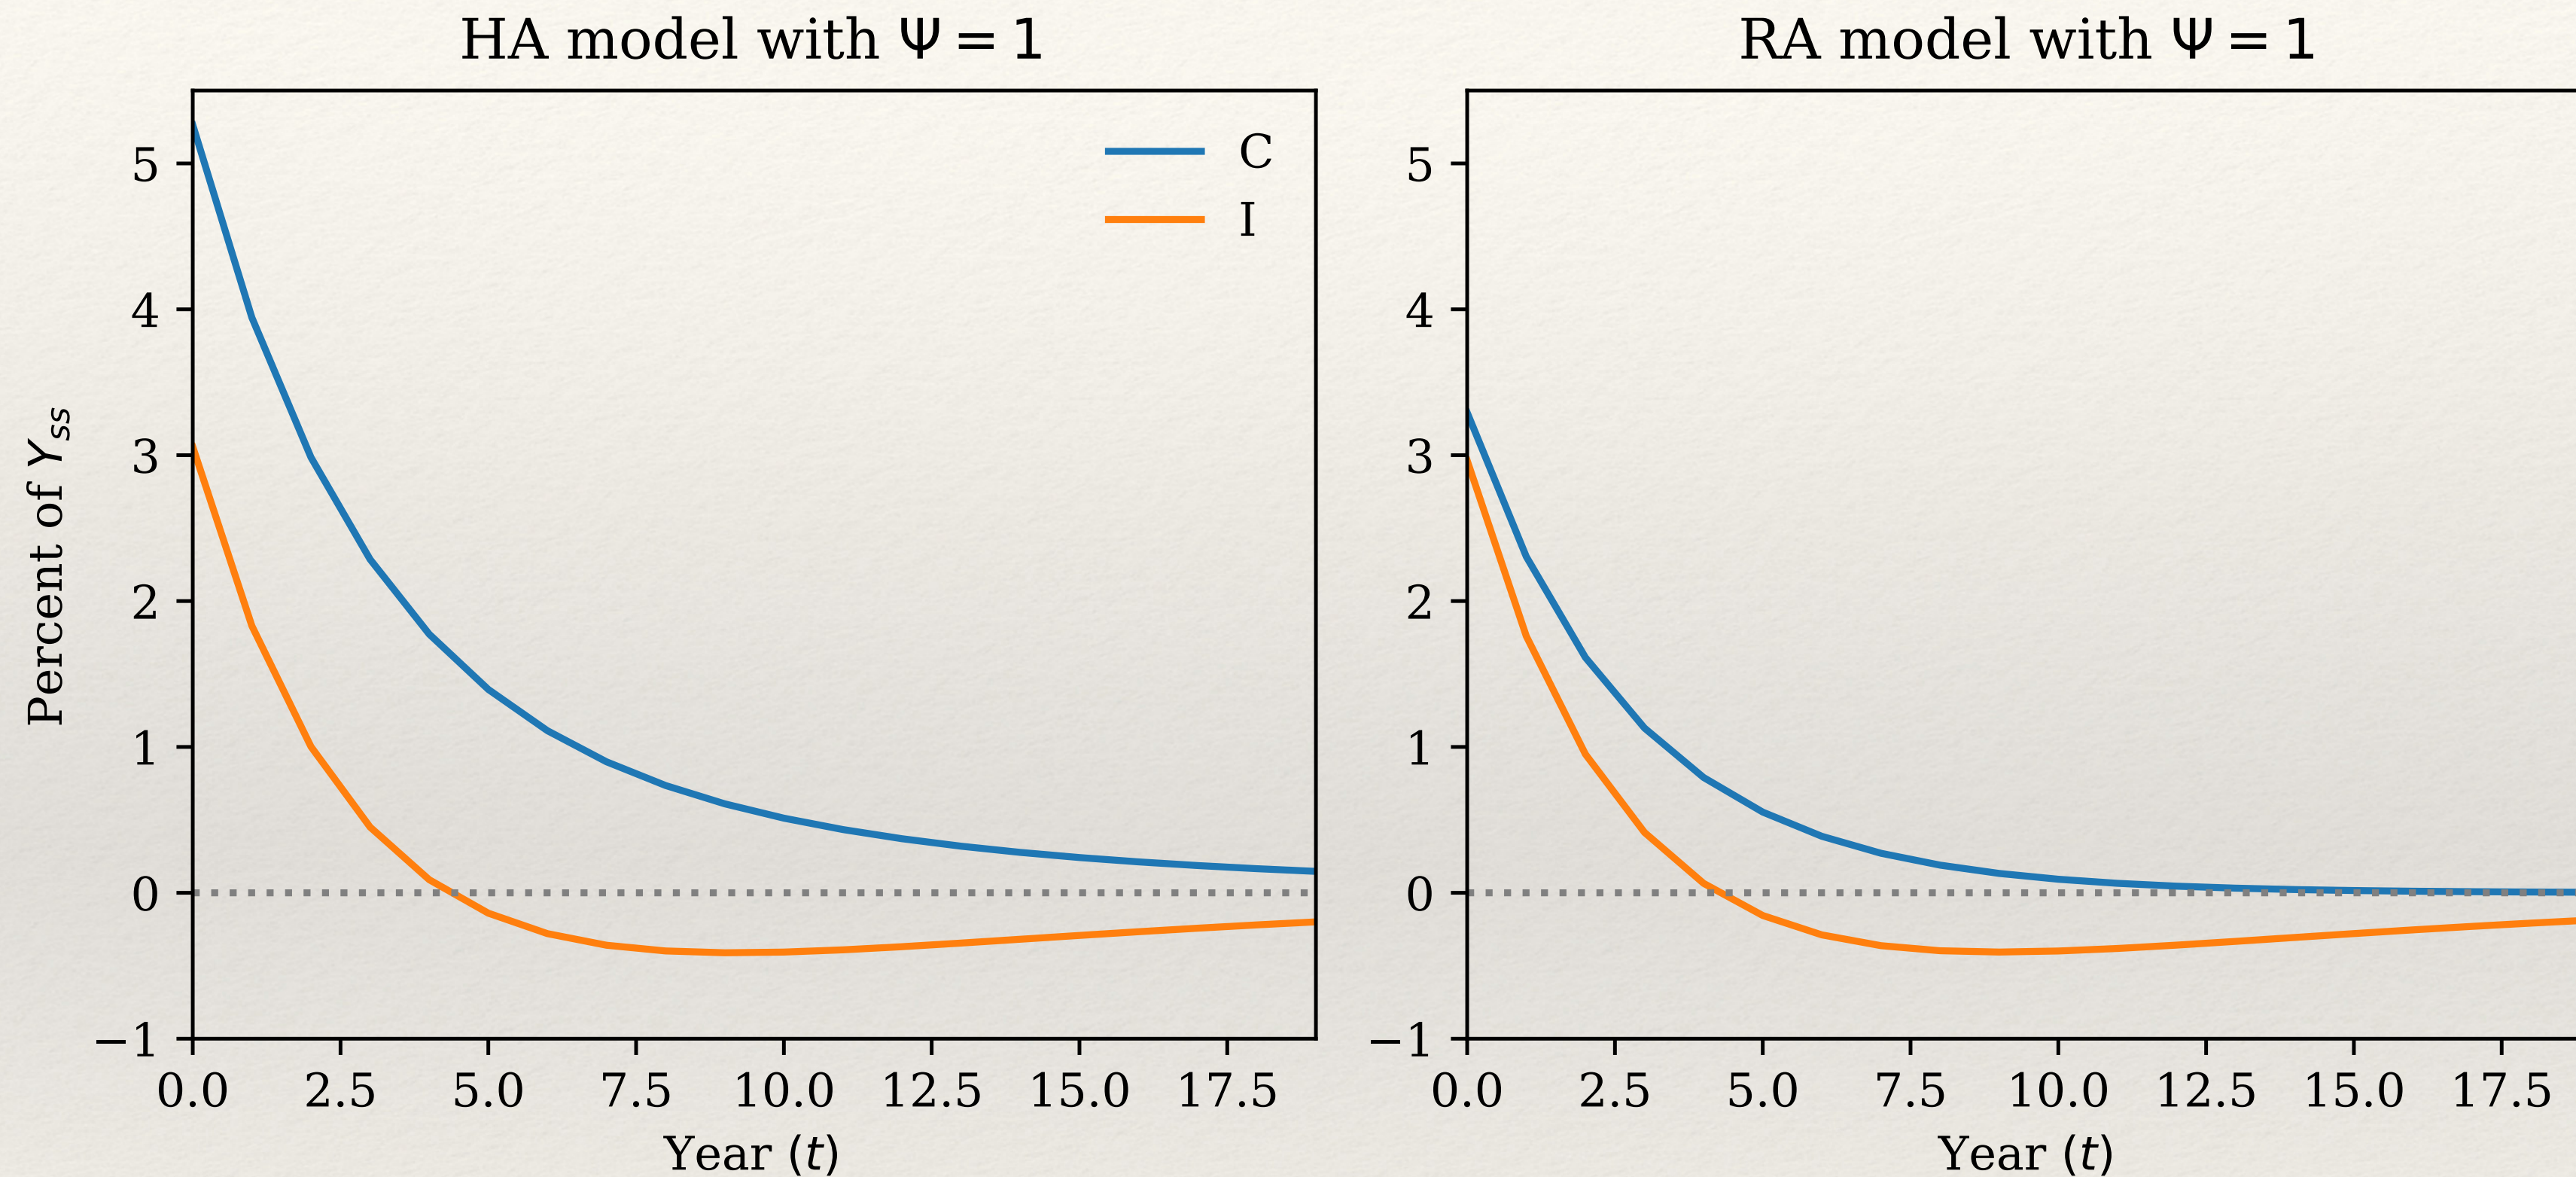 HA model with Ψ = 1
Percent of Y_ss
5
4
3
2
1
0
−1
C
I
0.0 2.5 5.0 7.5 10.0 12.5 15.0 17.5
Year (t)
RA model with Ψ = 1
5
4
3
2
1
0
−1
0.0 2.5 5.0 7.5 10.0 12.5 15.0 17.5
Year (t)